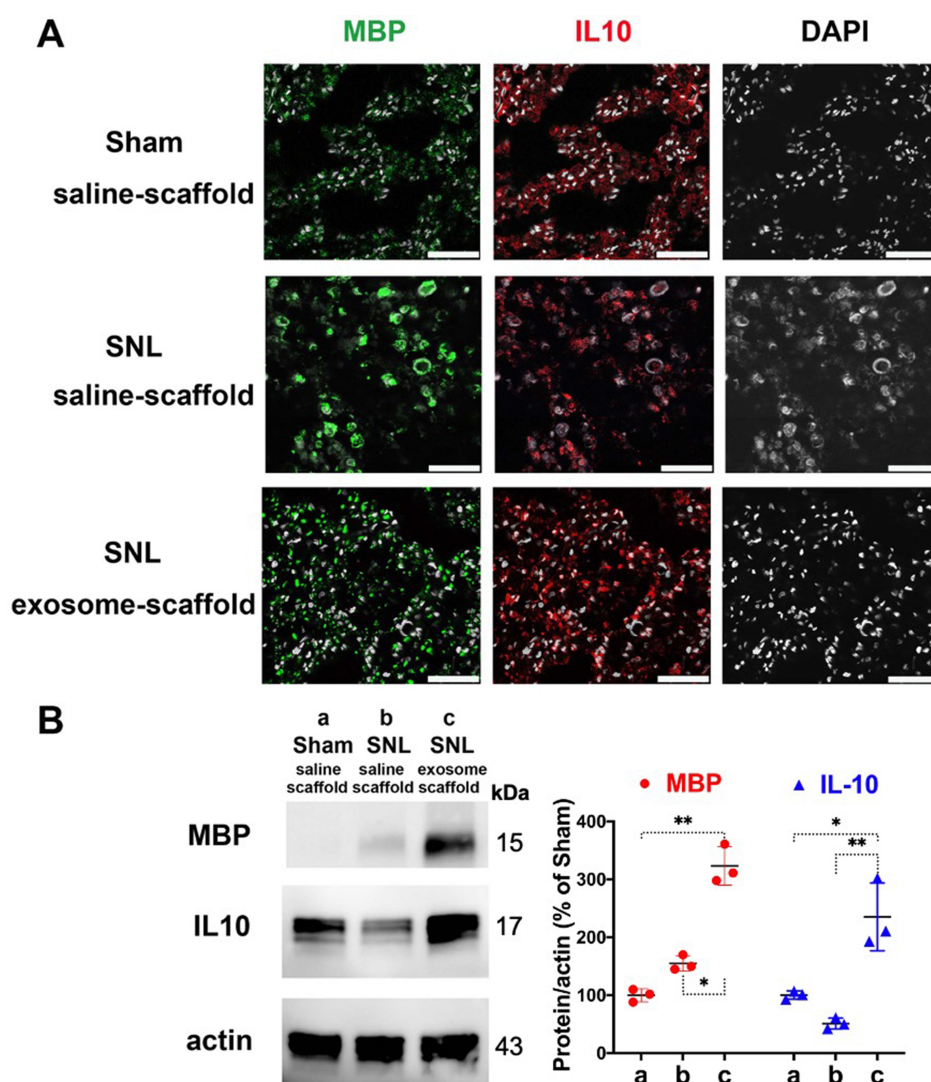 A
MBP
IL10
DAPI
Sham
saline-scaffold
SNL
saline-scaffold
SNL
exosome-scaffold
B
a
b
c
Sham
SNL
SNL
saline
saline
exosome
scaffold
scaffold
scaffold
kDa
MBP
15
IL10
17
actin
43
MBP
IL-10
Protein/actin (% of Sham)
400
300
200
100
0
**
*
*
**
a
b
c
a
b
c